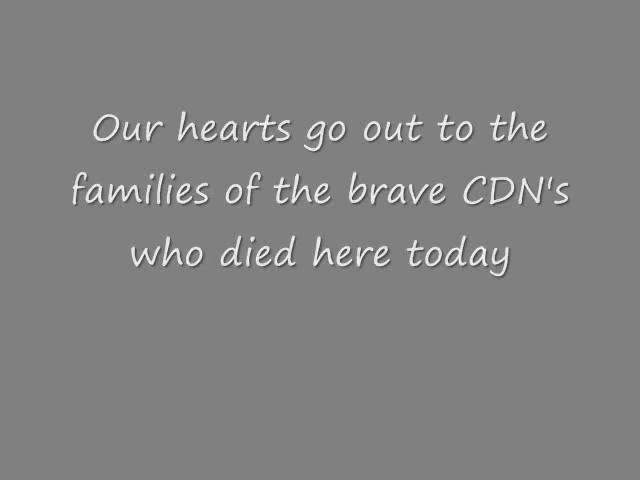 Our hearts go out to the
families of the brave CDN's
who died here today